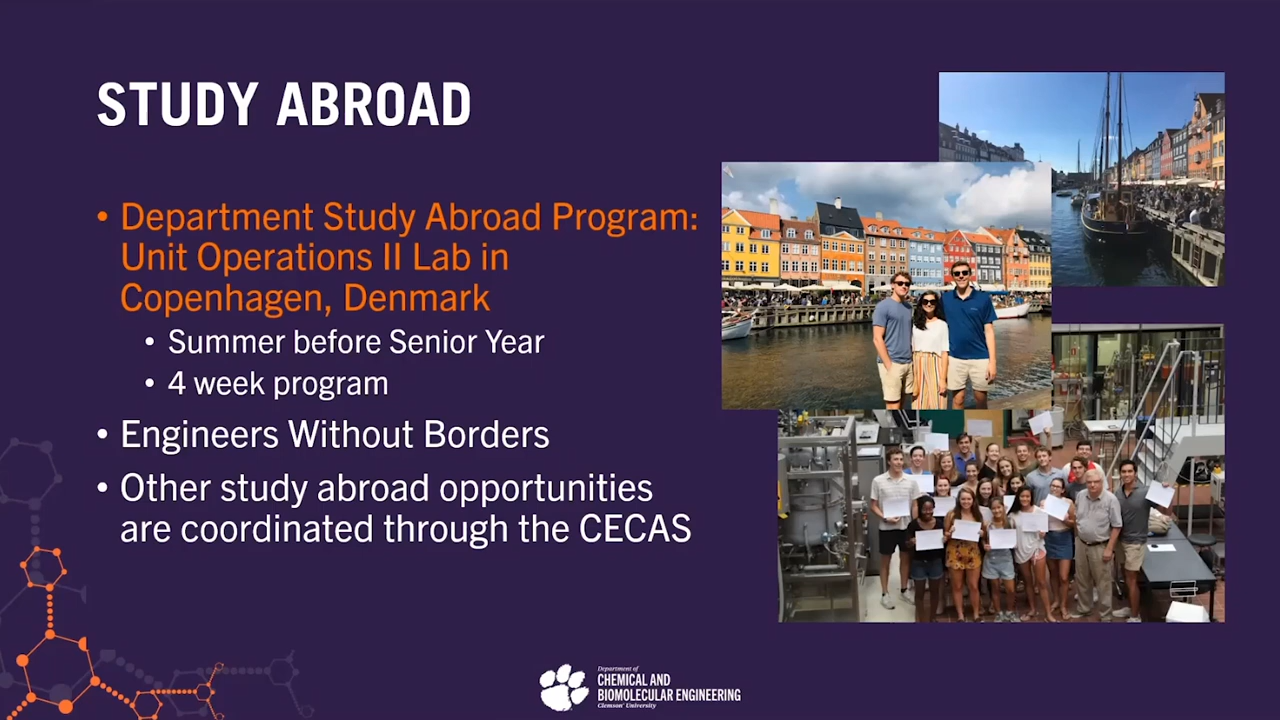 STUDY ABROAD
• Department Study Abroad Program:
Unit Operations II Lab in
Copenhagen, Denmark
• Summer before Senior Year
• 4 week program
• Engineers Without Borders
• Other study abroad opportunities
are coordinated through the CECAS
Department of
CHEMICAL AND
BIOMOLECULAR ENGINEERING
Clemson® University